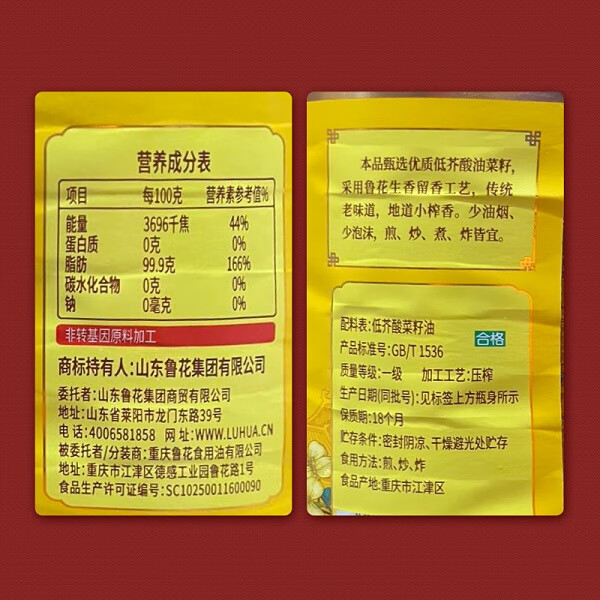 营养成分表
项目 每100克 营养素参考值%
能量 3696千焦 44%
蛋白质 0克 0%
脂肪 99.9克 166%
碳水化合物 0克 0%
钠 0毫克 0%
非转基因原料加工
商标持有人:山东鲁花集团有限公司
委托者:山东鲁花集团商贸有限公司
地址:山东省莱阳市龙门东路39号
电话:4006581858 网址:WWW.LUHUA.CN
被委托者/分装商:重庆鲁花食用油有限公司
地址:重庆市江津区德感工业园鲁花路1号
食品生产许可证编号:SC10250011600090
本品甄选优质低芥酸油菜籽,
采用鲁花生香留香工艺,传统
老味道,地道小榨香。少油烟、
少泡沫,煎、炒、煮、炸皆宜。
配料表:低芥酸菜籽油
产品标准号:GB/T 1536
合格
质量等级:一级 加工工艺:压榨
生产日期(同批号):见标签上方瓶身所示
保质期:18个月
贮存条件:密封阴凉、干燥避光处贮存
食用方法:煎、炒、炸
食品产地:重庆市江津区